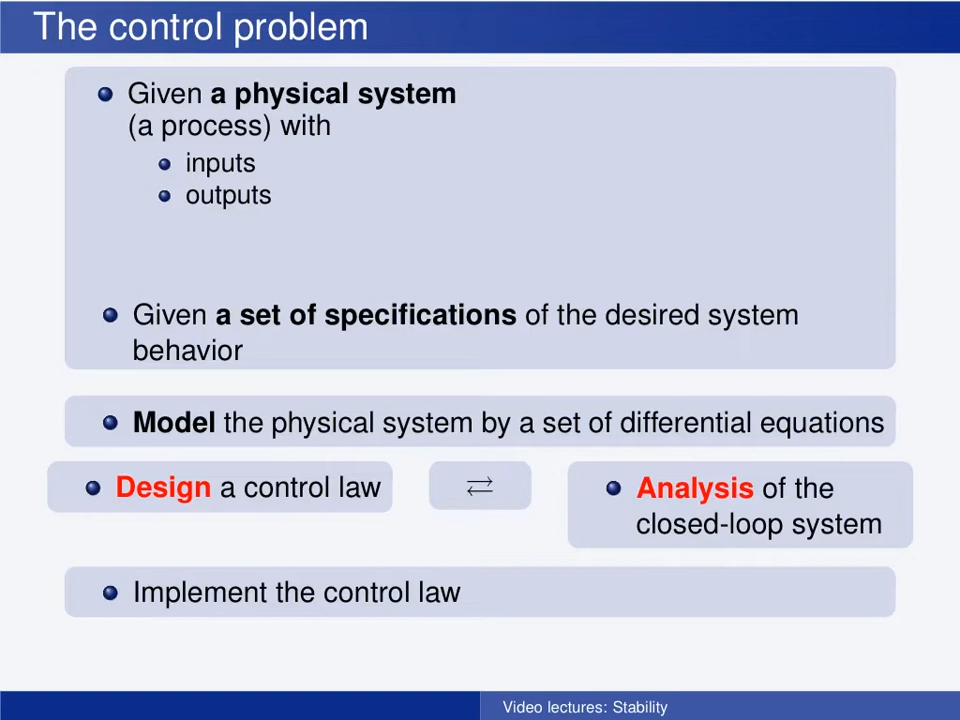 The control problem
Given a physical system
(a process) with
inputs
outputs
Given a set of specifications of the desired system
behavior
Model the physical system by a set of differential equations
Design a control law
⇄
Analysis of the
closed-loop system
Implement the control law
Video lectures: Stability